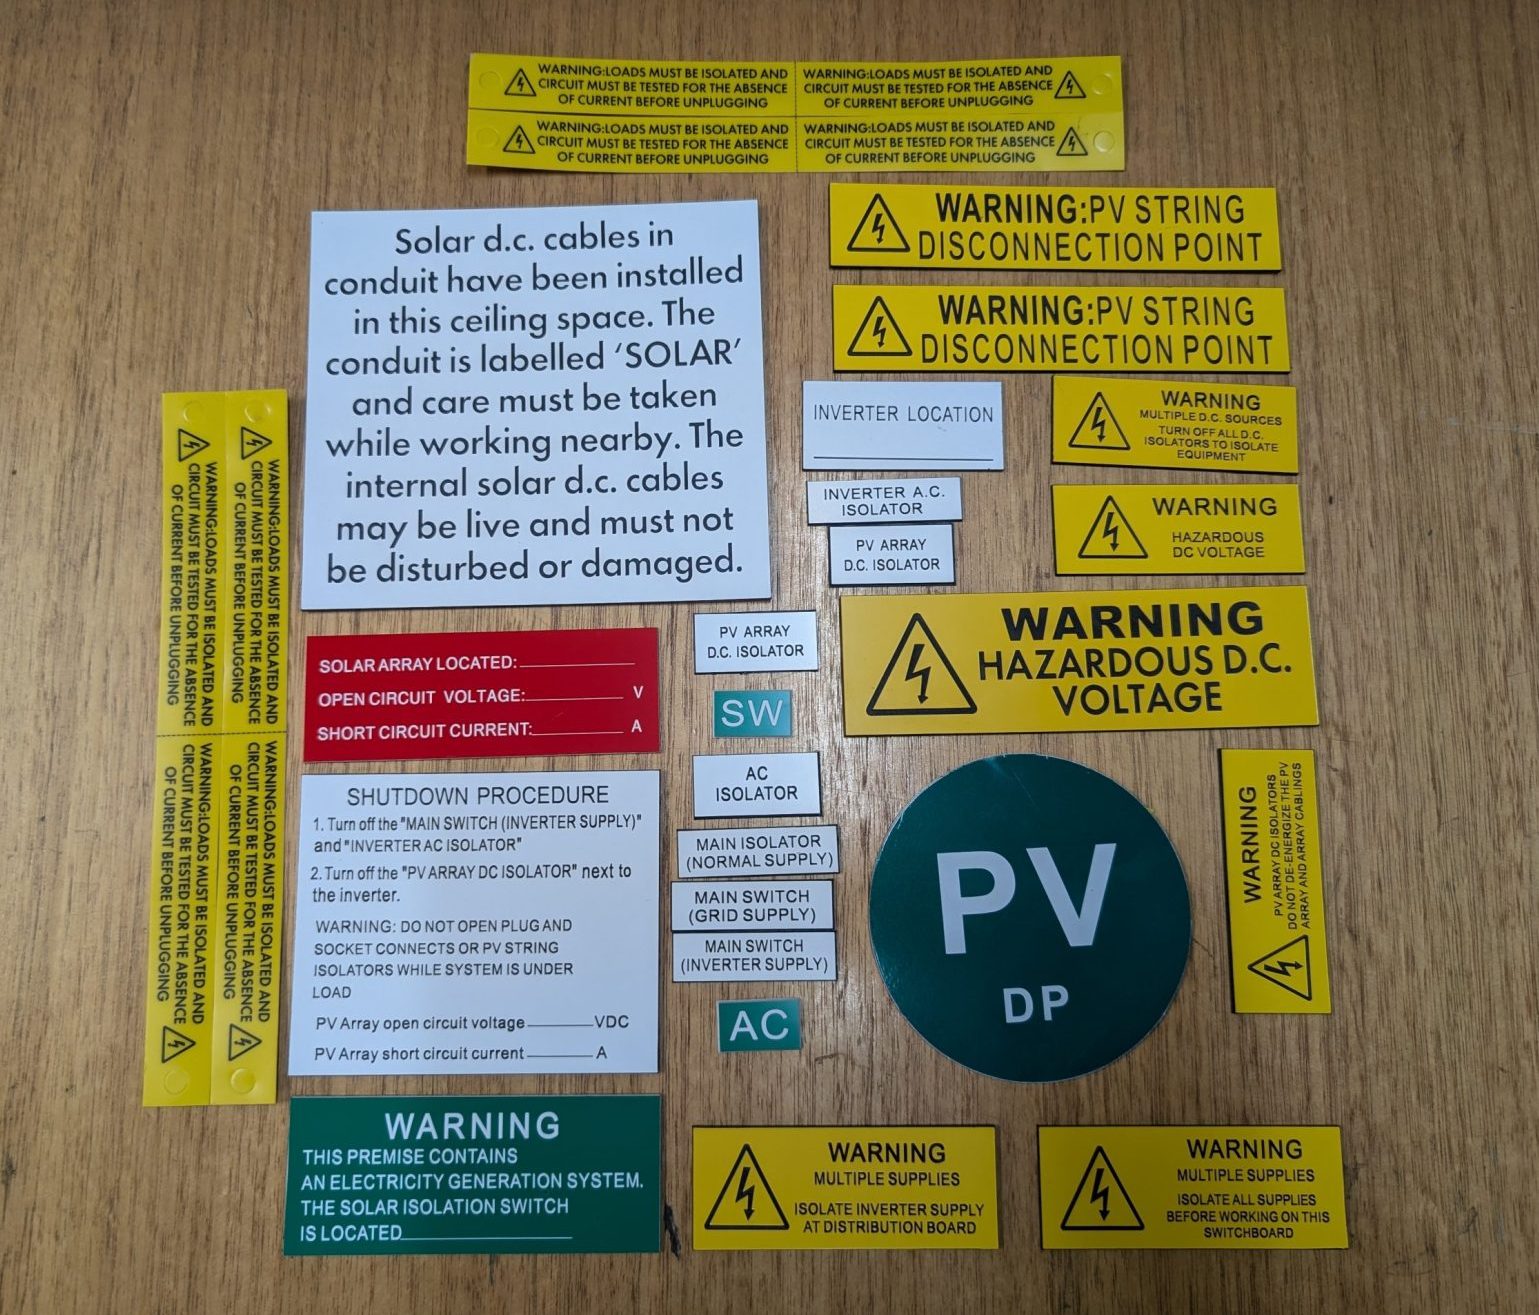 WARNING:LOADS MUST BE ISOLATED AND
CIRCUIT MUST BE TESTED FOR THE ABSENCE
OF CURRENT BEFORE UNPLUGGING
WARNING:LOADS MUST BE ISOLATED AND
CIRCUIT MUST BE TESTED FOR THE ABSENCE
OF CURRENT BEFORE UNPLUGGING
WARNING:LOADS MUST BE ISOLATED AND
CIRCUIT MUST BE TESTED FOR THE ABSENCE
OF CURRENT BEFORE UNPLUGGING
WARNING:LOADS MUST BE ISOLATED AND
CIRCUIT MUST BE TESTED FOR THE ABSENCE
OF CURRENT BEFORE UNPLUGGING
Solar d.c. cables in
conduit have been installed
in this ceiling space. The
conduit is labelled ‘SOLAR’
and care must be taken
while working nearby. The
internal solar d.c. cables
may be live and must not
be disturbed or damaged.
WARNING:PV STRING
DISCONNECTION POINT
WARNING:PV STRING
DISCONNECTION POINT
INVERTER LOCATION
WARNING
MULTIPLE D.C. SOURCES
TURN OFF ALL D.C.
ISOLATORS TO ISOLATE
EQUIPMENT
INVERTER A.C.
ISOLATOR
PV ARRAY
D.C. ISOLATOR
WARNING
HAZARDOUS
DC VOLTAGE
WARNING:LOADS MUST BE ISOLATED AND
CIRCUIT MUST BE TESTED FOR THE ABSENCE
OF CURRENT BEFORE UNPLUGGING
WARNING:LOADS MUST BE ISOLATED AND
CIRCUIT MUST BE TESTED FOR THE ABSENCE
OF CURRENT BEFORE UNPLUGGING
WARNING:LOADS MUST BE ISOLATED AND
CIRCUIT MUST BE TESTED FOR THE ABSENCE
OF CURRENT BEFORE UNPLUGGING
WARNING:LOADS MUST BE ISOLATED AND
CIRCUIT MUST BE TESTED FOR THE ABSENCE
OF CURRENT BEFORE UNPLUGGING
SOLAR ARRAY LOCATED:
OPEN CIRCUIT VOLTAGE: V
SHORT CIRCUIT CURRENT: A
PV ARRAY
D.C. ISOLATOR
SW
WARNING
HAZARDOUS D.C.
VOLTAGE
SHUTDOWN PROCEDURE
1. Turn off the "MAIN SWITCH (INVERTER SUPPLY)"
and "INVERTER AC ISOLATOR"
2. Turn off the "PV ARRAY DC ISOLATOR" next to
the inverter.
WARNING: DO NOT OPEN PLUG AND
SOCKET CONNECTS OR PV STRING
ISOLATORS WHILE SYSTEM IS UNDER
LOAD
PV Array open circuit voltage VDC
PV Array short circuit current A
AC
ISOLATOR
MAIN ISOLATOR
(NORMAL SUPPLY)
MAIN SWITCH
(GRID SUPPLY)
MAIN SWITCH
(INVERTER SUPPLY)
AC
PV
DP
WARNING
PV ARRAY DC ISOLATORS
DO NOT DE-ENERGIZE THE PV
ARRAY AND ARRAY CABLINGS
WARNING
THIS PREMISE CONTAINS
AN ELECTRICITY GENERATION SYSTEM.
THE SOLAR ISOLATION SWITCH
IS LOCATED
WARNING
MULTIPLE SUPPLIES
ISOLATE INVERTER SUPPLY
AT DISTRIBUTION BOARD
WARNING
MULTIPLE SUPPLIES
ISOLATE ALL SUPPLIES
BEFORE WORKING ON THIS
SWITCHBOARD